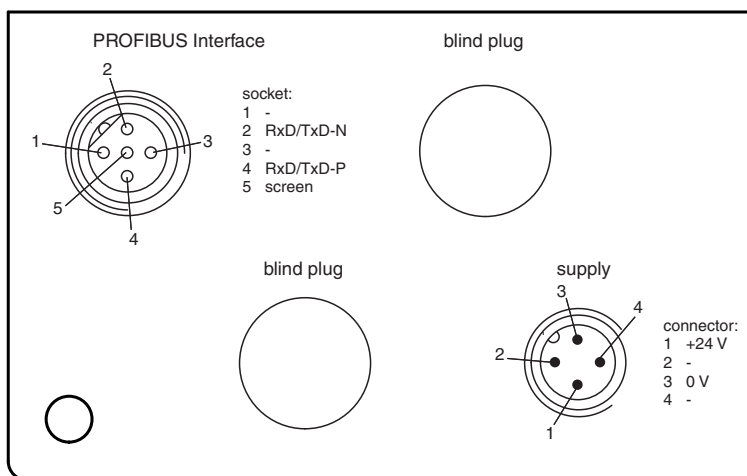 PROFIBUS Interface
blind plug
2
1
3
5
4
socket:
1 -
2 RxD/TxD-N
3 -
4 RxD/TxD-P
5 screen
blind plug
supply
3
4
2
1
connector:
1 +24 V
2 -
3 0 V
4 -